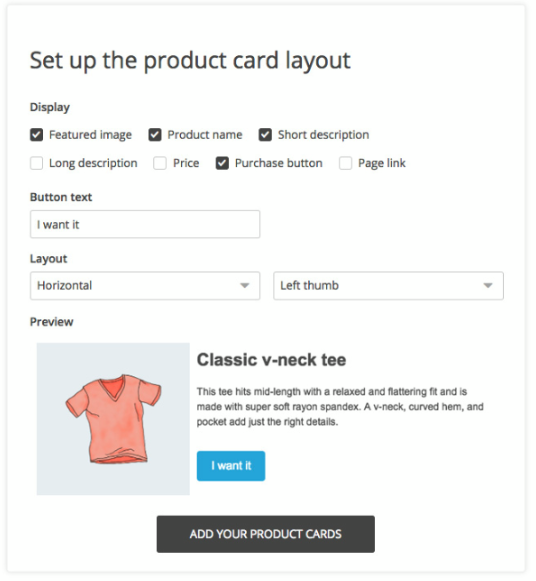 Set up the product card layout
Display
Featured image Product name Short description
Long description Price Purchase button Page link
Button text
I want it
Layout
Horizontal Left thumb
Preview
Classic v-neck tee
This tee hits mid-length with a relaxed and flattering fit and is
made with super soft rayon spandex. A v-neck, curved hem, and
pocket add just the right details.
I want it
ADD YOUR PRODUCT CARDS